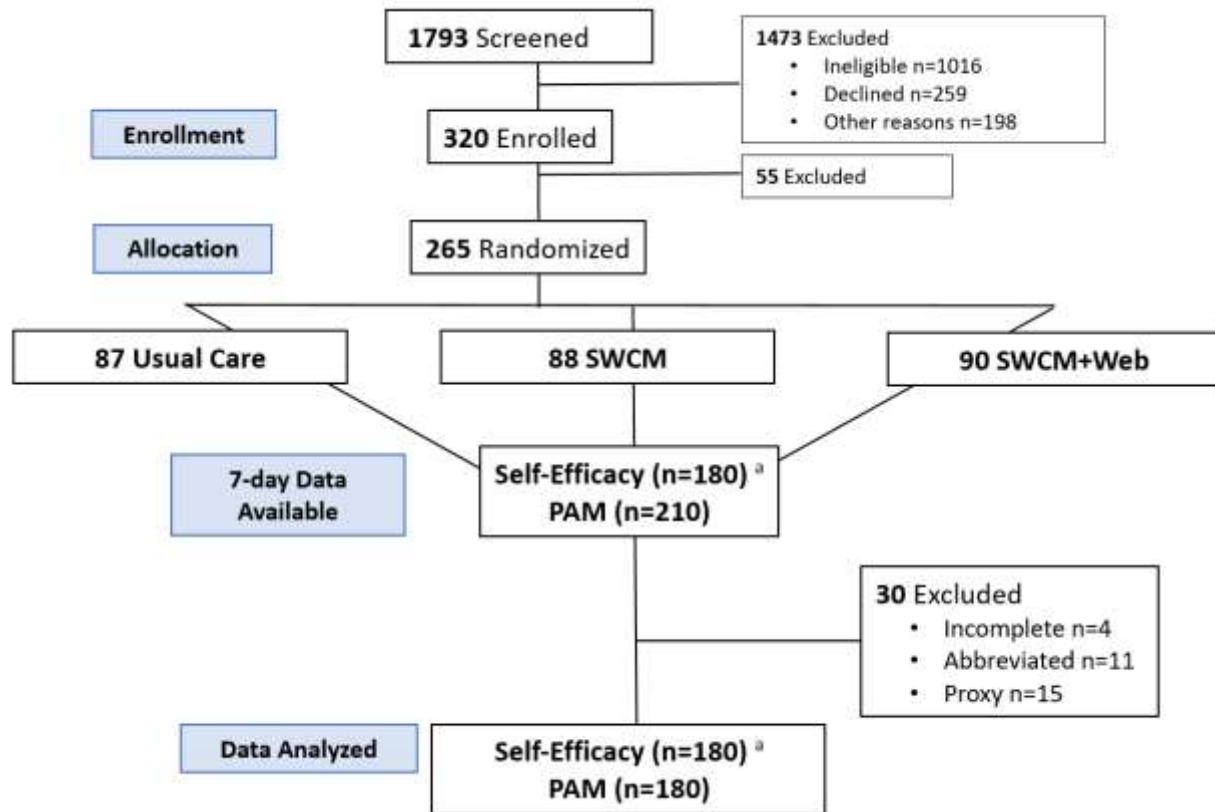 1793 Screened
1473 Excluded
• Ineligible n=1016
• Declined n=259
• Other reasons n=198
Enrollment
320 Enrolled
55 Excluded
Allocation
265 Randomized
87 Usual Care
88 SWCM
90 SWCM+Web
7-day Data
Available
Self-Efficacy (n=180) a
PAM (n=210)
30 Excluded
• Incomplete n=4
• Abbreviated n=11
• Proxy n=15
Data Analyzed
Self-Efficacy (n=180) a
PAM (n=180)